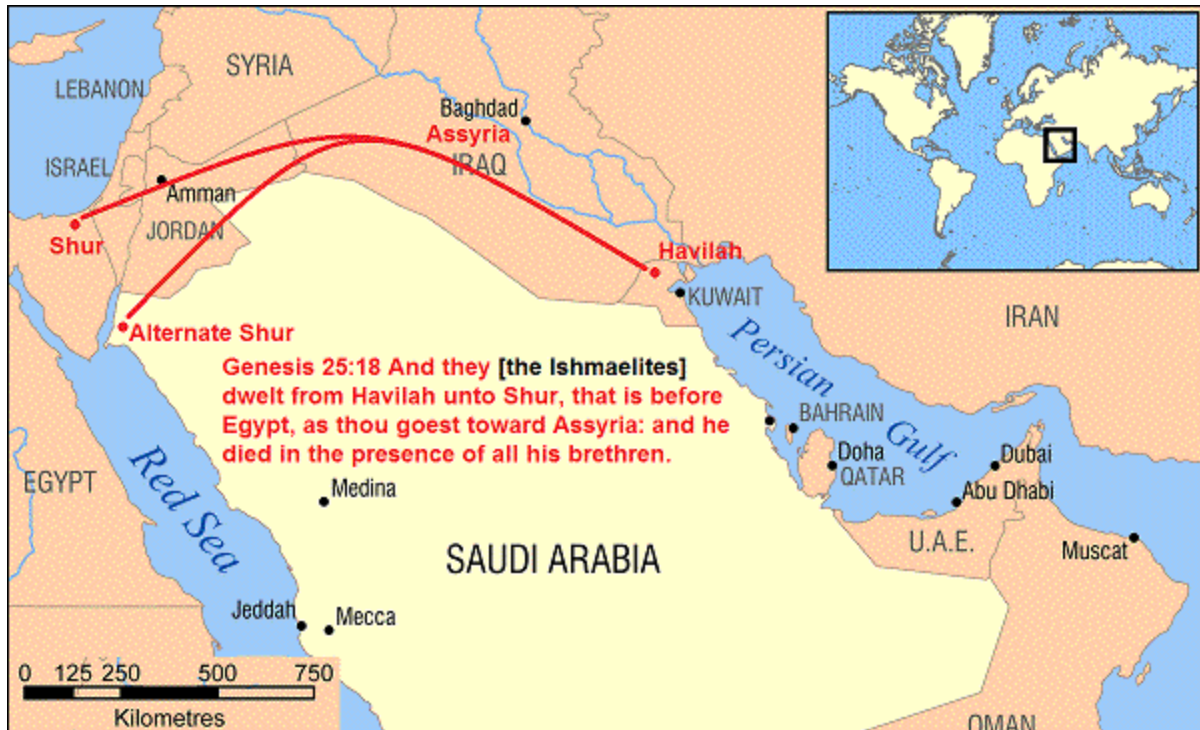 SYRIA
LEBANON
Baghdad
Assyria
IRAQ
ISRAEL
Amman
JORDAN
Shur
Havilah
KUWAIT
IRAN
Alternate Shur
Persian
Gulf
Genesis 25:18 And they [the Ishmaelites]
dwelt from Havilah unto Shur, that is before
Egypt, as thou goest toward Assyria: and he
died in the presence of all his brethren.
BAHRAIN
Doha
QATAR
Dubai
Abu Dhabi
EGYPT
Red Sea
Medina
U.A.E.
Muscat
SAUDI ARABIA
Jeddah
Mecca
0 125 250 500 750
Kilometres
OMAN